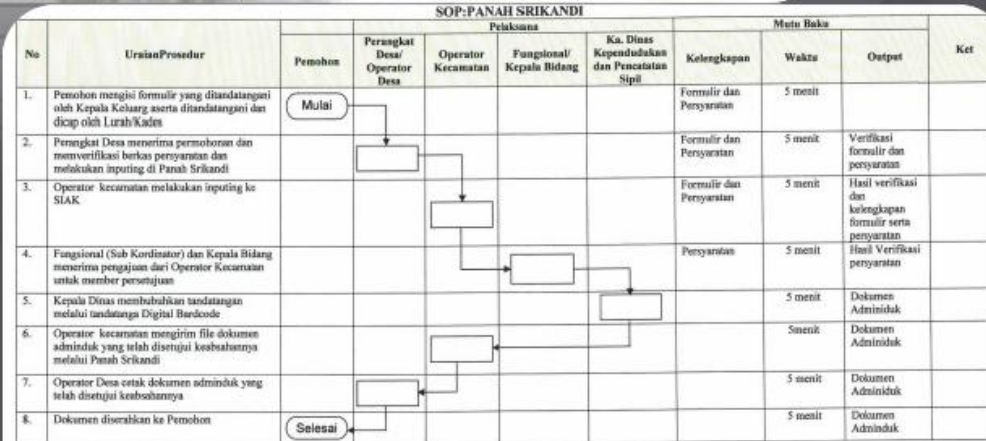 SOP:PANAH SRIKANDI
No
UraianProsedur
Pelaksana
Mutu Baku
Ket
Pemohon
Perangkat
Desa/
Operator
Desa
Operator
Kecamatan
Fungsional/
Kepala Bidang
Ka. Dinas
Kependudukan
dan Pencatatan
Sipil
Kelengkapan
Waktu
Output
1.
Pemohon mengisi formulir yang ditandatangani
oleh Kepala Keluarg aserta ditandatangani dan
dicap oleh Lurah/Kades
Mulai
Formulir dan
Persyaratan
5 menit
2.
Perangkat Desa menerima permohonan dan
memverifikasi berkas persyaratan dan
melakukan inputing di Panah Srikandi
Formulir dan
Persyaratan
5 menit
Verifikasi
formulir dan
persyaratan
3.
Operator kecamatan melakukan inputing ke
SIAK
Formulir dan
Persyaratan
5 menit
Hasil verifikasi
dan
kelengkapan
formulir serta
persyaratan
4.
Fungsional (Sub Kordinator) dan Kepala Bidang
menerima pengajuan dari Operator Kecamatan
untuk member persetujuan
Persyaratan
5 menit
Hasil Verifikasi
persyaratan
5.
Kepala Dinas membubuhkan tandatangan
melalui tandatanga Digital Bardcode
5 menit
Dokumen
Adminiduk
6.
Operator kecamatan mengirim file dokumen
adminduk yang telah disetujui keabsahannya
melalui Panah Srikandi
5menit
Dokumen
Adminiduk
7.
Operator Desa cetak dokumen adminduk yang
telah disetujui keabsahannya
5 menit
Dokumen
Adminiduk
8.
Dokumen diserahkan ke Pemohon
Selesai
5 menit
Dokumen
Adminduk